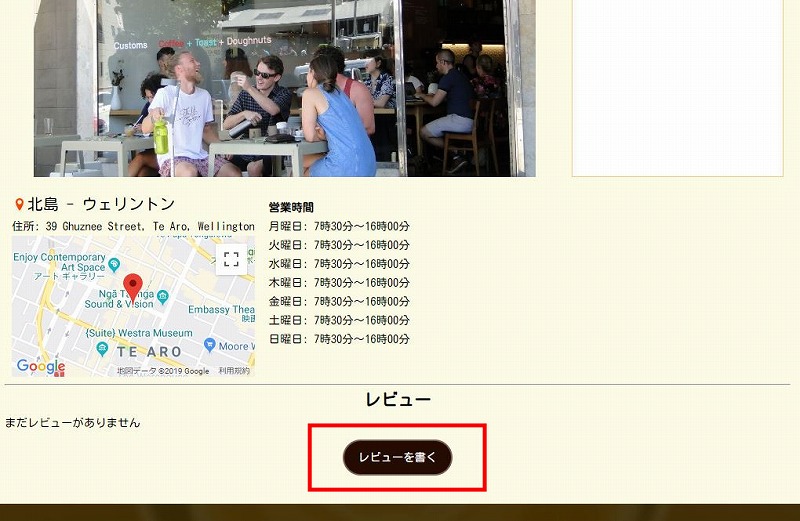 Customs Coffee + Toast + Doughnuts
北島 - ウェリントン
住所: 39 Ghuznee Street, Te Aro, Wellington
Enjoy Contemporary
Art Space
アート ギャラリー
Ngā Taonga
Sound & Vision
Embassy Thea
映画
{Suite} Westra Museum
Moore W
TE ARO
Google
地図データ ©2019 Google 利用規約
営業時間
月曜日: 7時30分～16時00分
火曜日: 7時30分～16時00分
水曜日: 7時30分～16時00分
木曜日: 7時30分～16時00分
金曜日: 7時30分～16時00分
土曜日: 7時30分～16時00分
日曜日: 7時30分～16時00分
レビュー
まだレビューがありません
レビューを書く